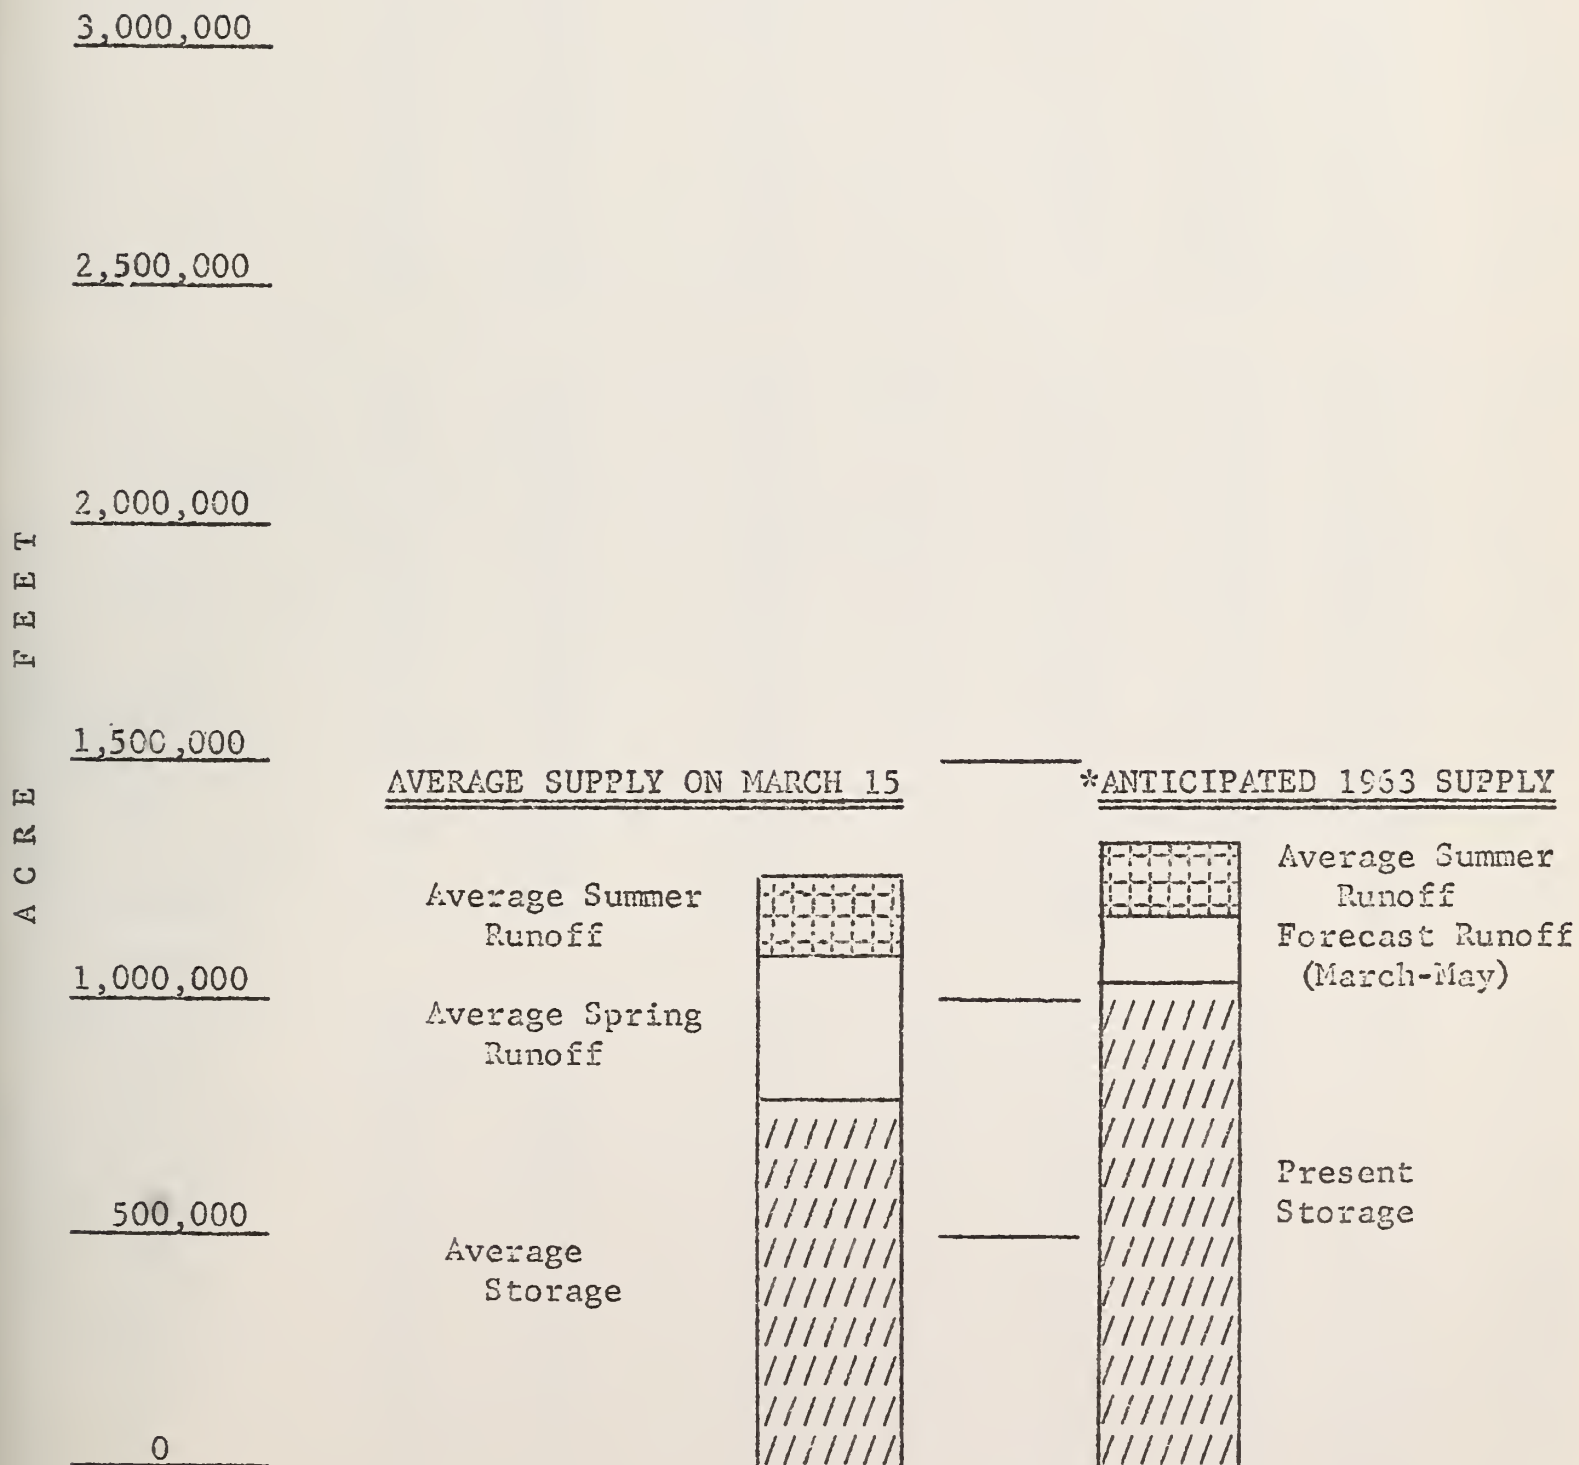 3,000,000
2,500,000
2,000,000
1,500,000
1,000,000
500,000
0
ACRE FEET
AVERAGE SUPPLY ON MARCH 15
Average Summer
Runoff
Average Spring
Runoff
Average
Storage
*ANTICIPATED 1963 SUPPLY
Average Summer
Runoff
Forecast Runoff
(March-May)
Present
Storage